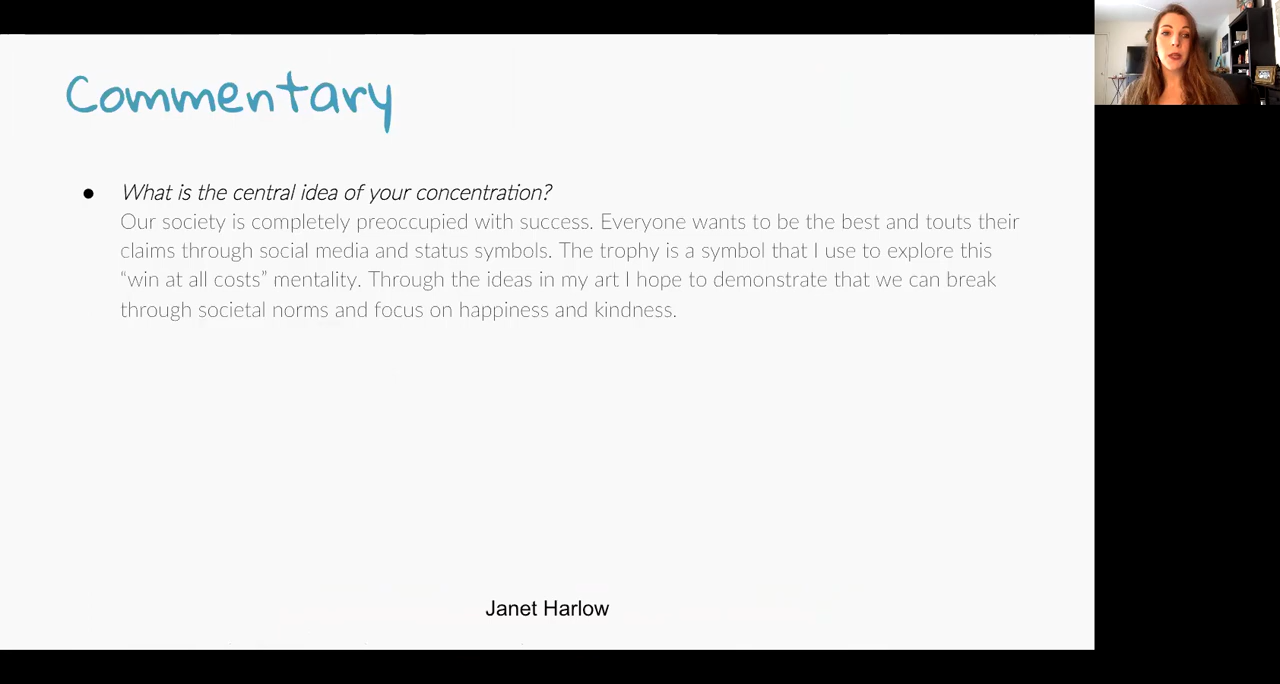 Commentary
● What is the central idea of your concentration?
Our society is completely preoccupied with success. Everyone wants to be the best and touts their
claims through social media and status symbols. The trophy is a symbol that I use to explore this
“win at all costs” mentality. Through the ideas in my art I hope to demonstrate that we can break
through societal norms and focus on happiness and kindness.
Janet Harlow